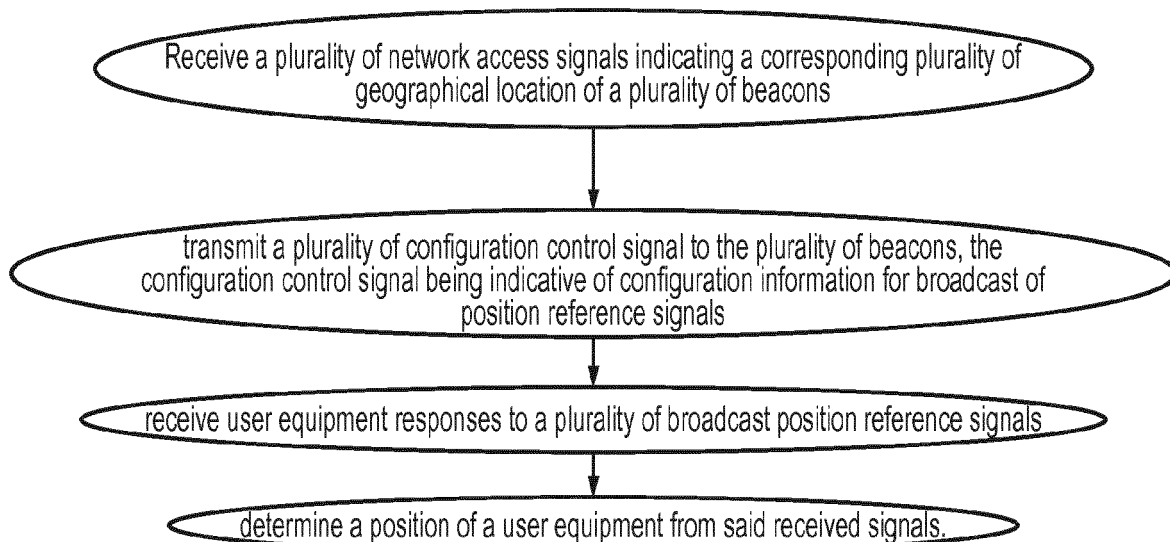 Receive a plurality of network access signals indicating a corresponding plurality of
geographical location of a plurality of beacons
transmit a plurality of configuration control signal to the plurality of beacons, the
configuration control signal being indicative of configuration information for broadcast of
position reference signals
receive user equipment responses to a plurality of broadcast position reference signals
determine a position of a user equipment from said received signals.